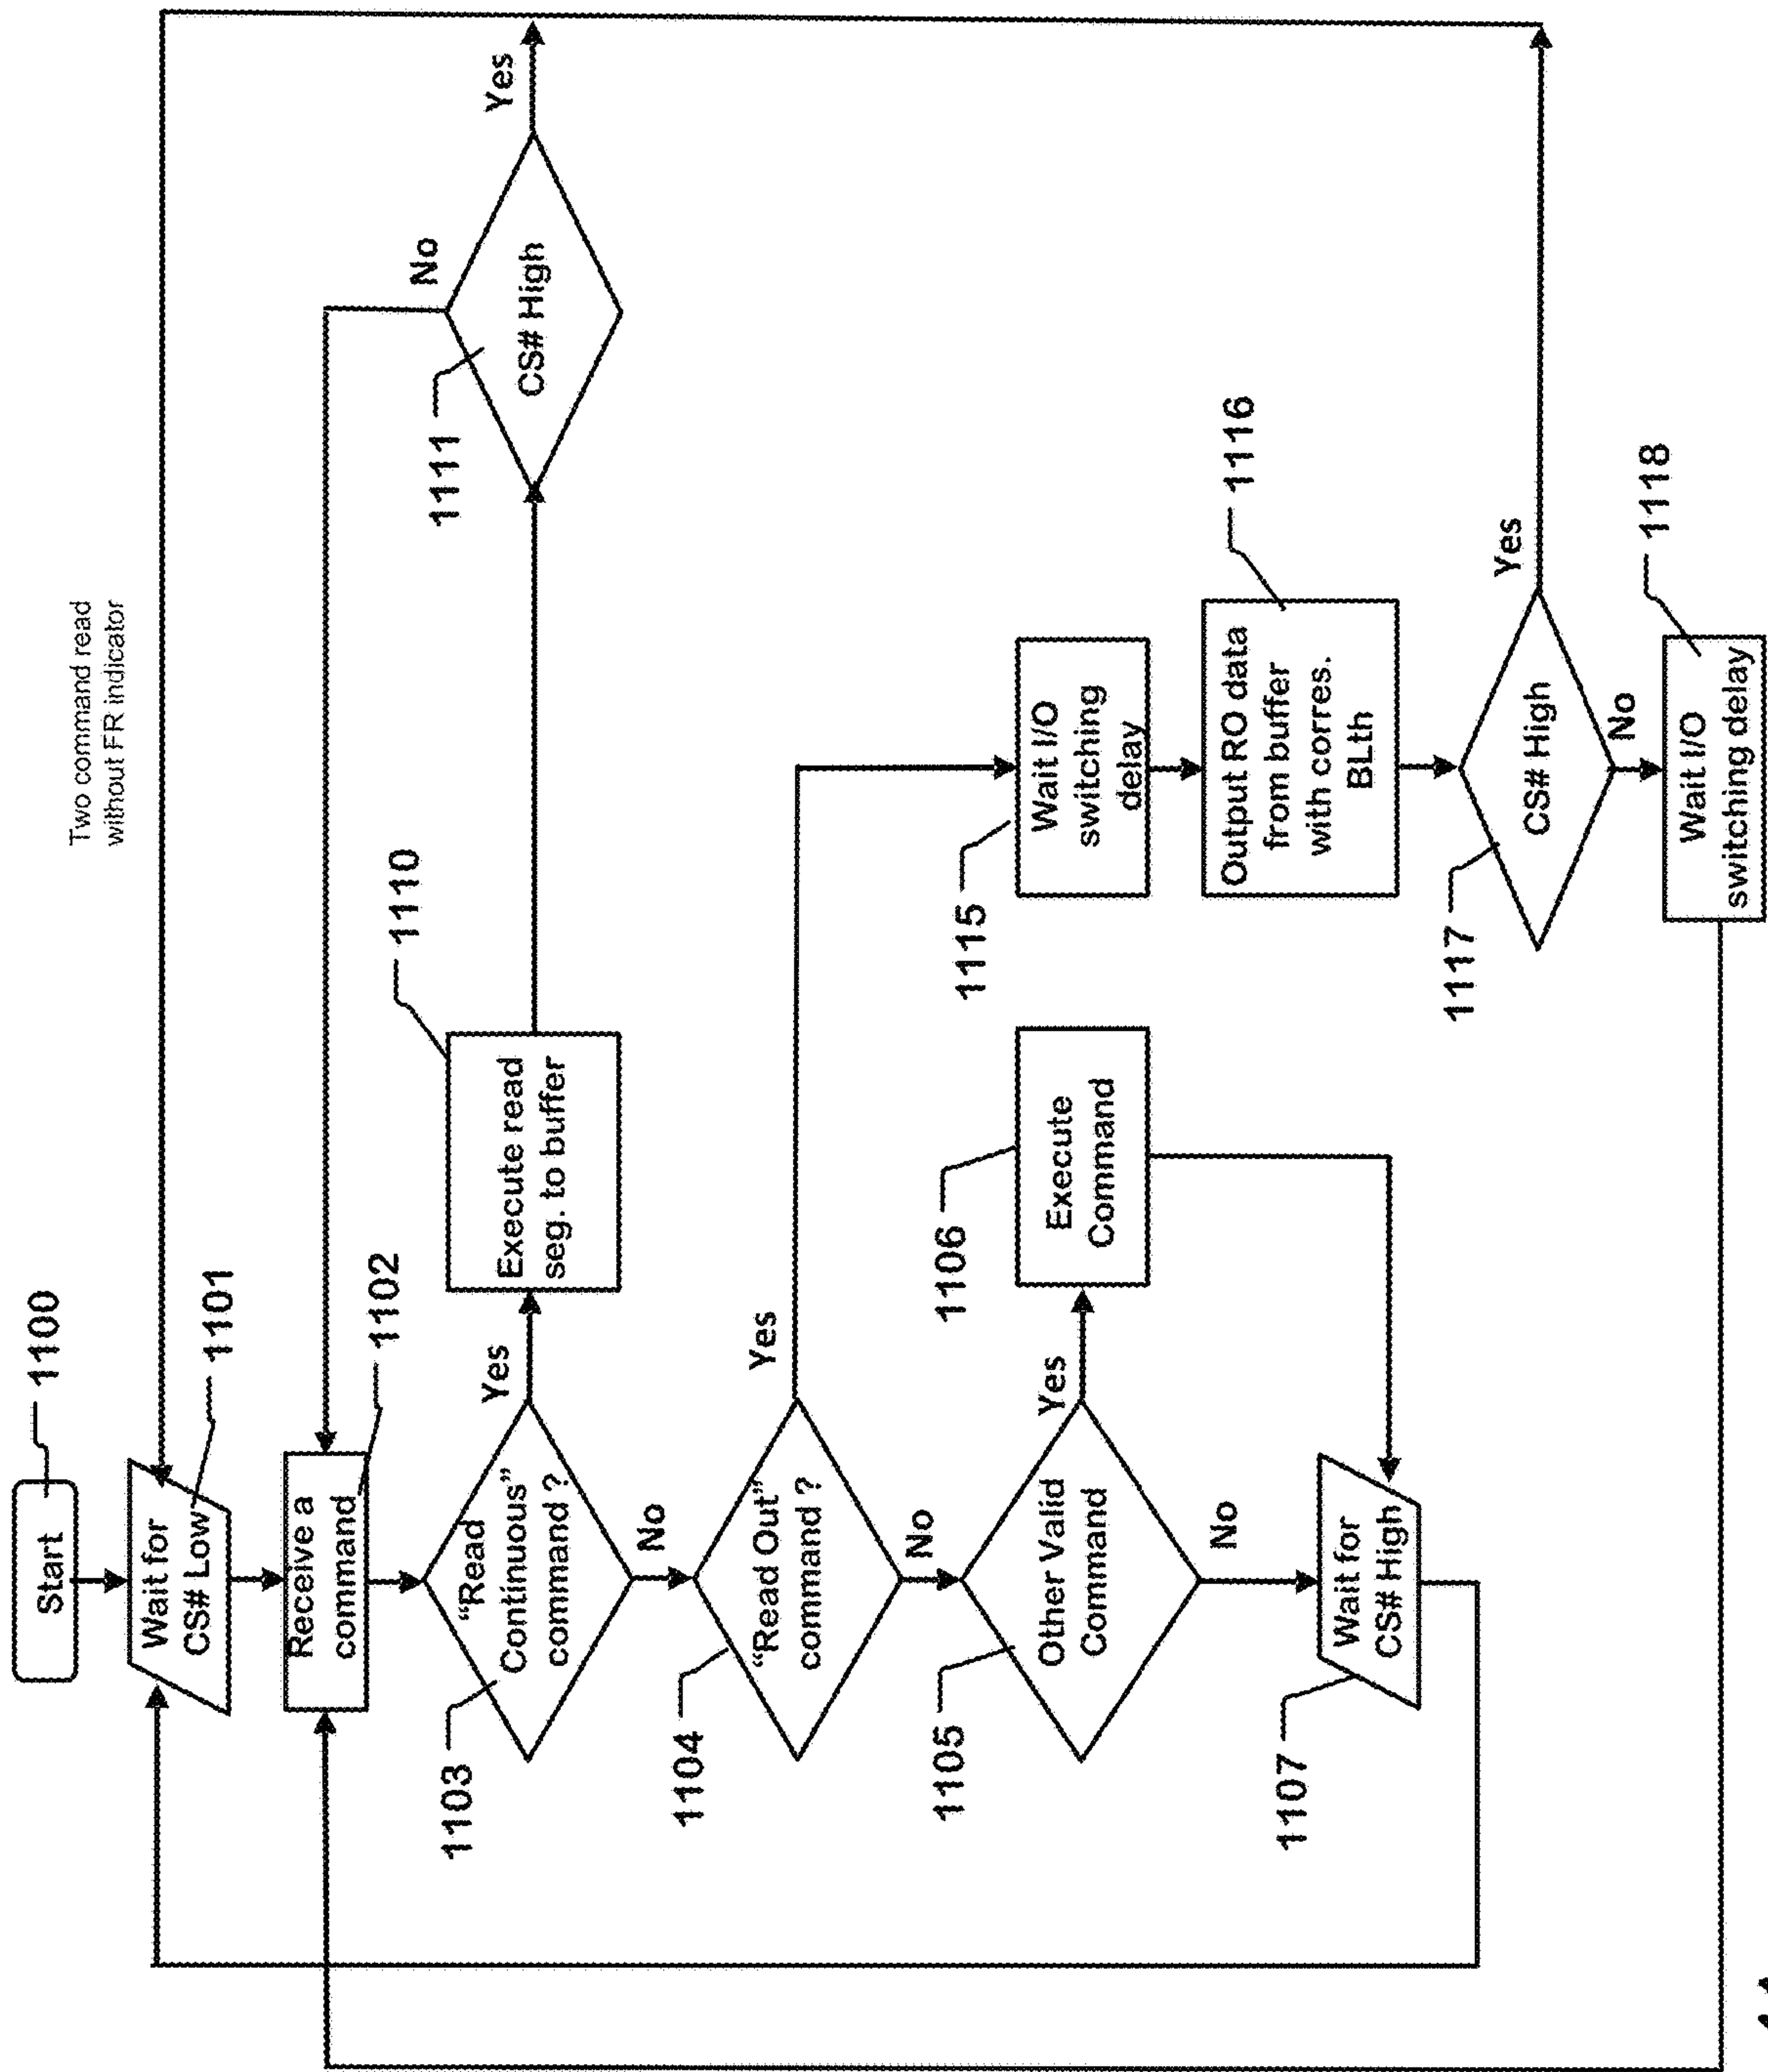 Two command read
without FR indicator
Start
1100
Wait for
CS# Low
1101
Receive a
command
1102
“Read
Continuous”
command ?
1103
Yes
No
Execute read
seg. to buffer
1110
CS# High
1111
No
Yes
“Read Out”
command ?
1104
Yes
No
Other Valid
Command
1105
Yes
No
Execute
Command
1106
Wait for
CS# High
1107
Wait I/O
switching
delay
1115
Output RO data
from buffer
with corres.
BLth
1116
CS# High
1117
Yes
No
Wait I/O
switching delay
1118